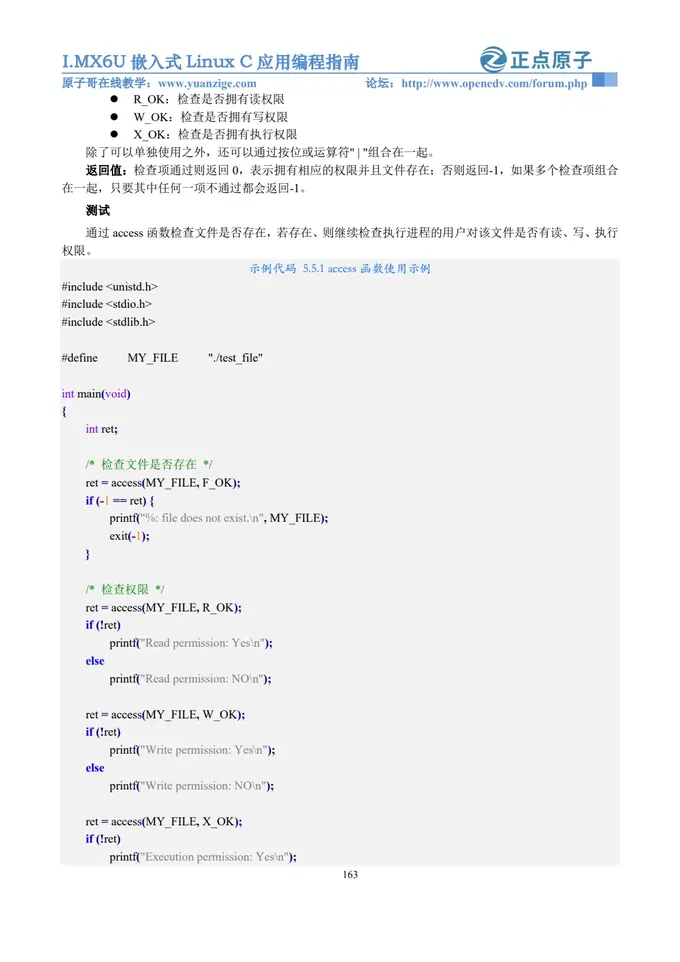 I.MX6U 嵌入式 Linux C 应用编程指南
正点原子
原子哥在线教学：www.yuanzige.com 论坛：http://www.openedv.com/forum.php
● R_OK：检查是否拥有读权限
● W_OK：检查是否拥有写权限
● X_OK：检查是否拥有执行权限
除了可以单独使用之外，还可以通过按位或运算符" | "组合在一起。
返回值：检查项通过则返回 0，表示拥有相应的权限并且文件存在；否则返回-1，如果多个检查项组合
在一起，只要其中任何一项不通过都会返回-1。
测试
通过 access 函数检查文件是否存在，若存在、则继续检查执行进程的用户对该文件是否有读、写、执行
权限。
示例代码 5.5.1 access 函数使用示例
#include <unistd.h>
#include <stdio.h>
#include <stdlib.h>
#define MY_FILE "./test_file"
int main(void)
{
int ret;
/* 检查文件是否存在 */
ret = access(MY_FILE, F_OK);
if (-1 == ret) {
printf("%: file does not exist.\n", MY_FILE);
exit(-1);
}
/* 检查权限 */
ret = access(MY_FILE, R_OK);
if (!ret)
printf("Read permission: Yes\n");
else
printf("Read permission: NO\n");
ret = access(MY_FILE, W_OK);
if (!ret)
printf("Write permission: Yes\n");
else
printf("Write permission: NO\n");
ret = access(MY_FILE, X_OK);
if (!ret)
printf("Execution permission: Yes\n");
163